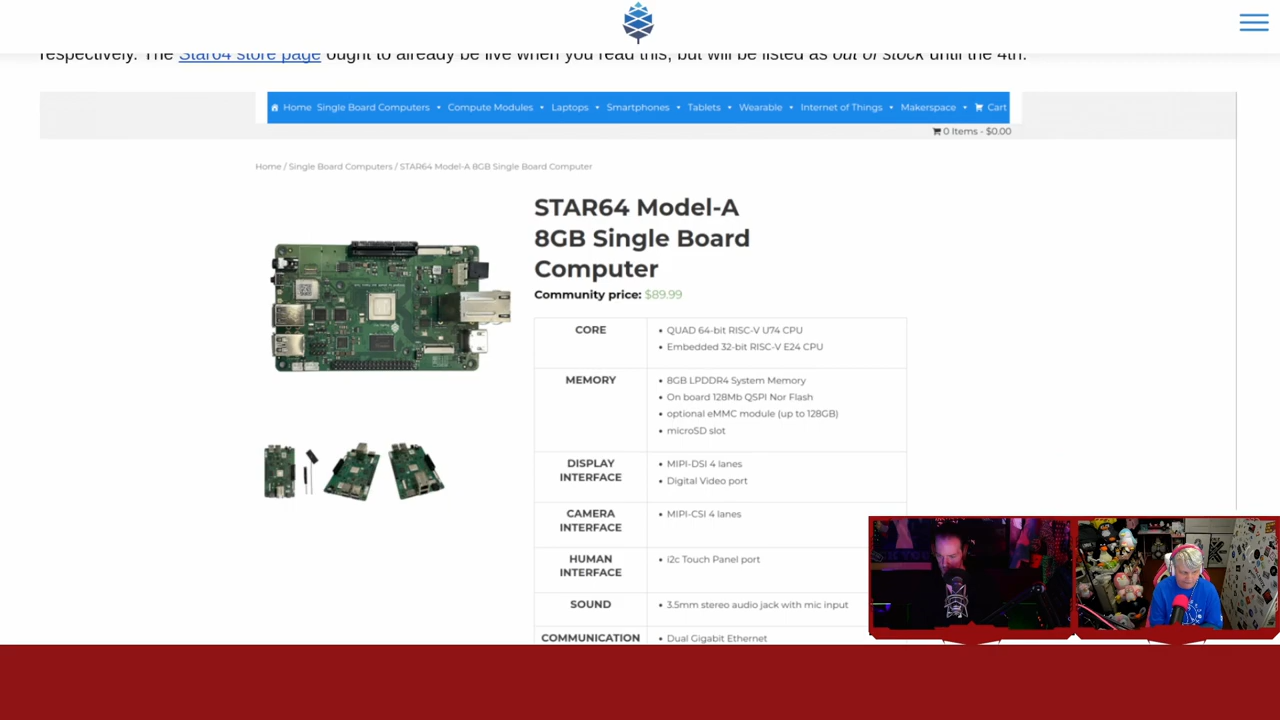 respectively. The Star64 store page ought to already be live when you read this, but will be listed as out of stock until the 4th.
Home Single Board Computers Compute Modules Laptops Smartphones Tablets Wearable Internet of Things Makerspace Cart
0 Items - $0.00
Home / Single Board Computers / STAR64 Model-A 8GB Single Board Computer
STAR64 Model-A
8GB Single Board
Computer
Community price: $89.99
CORE
• QUAD 64-bit RISC-V U74 CPU
• Embedded 32-bit RISC-V E24 CPU
MEMORY
• 8GB LPDDR4 System Memory
• On board 128Mb QSPI Nor Flash
• optional eMMC module (up to 128GB)
• microSD slot
DISPLAY
INTERFACE
• MIPI-DSI 4 lanes
• Digital Video port
CAMERA
INTERFACE
• MIPI-CSI 4 lanes
HUMAN
INTERFACE
• i2c Touch Panel port
SOUND
• 3.5mm stereo audio jack with mic input
COMMUNICATION
• Dual Gigabit Ethernet